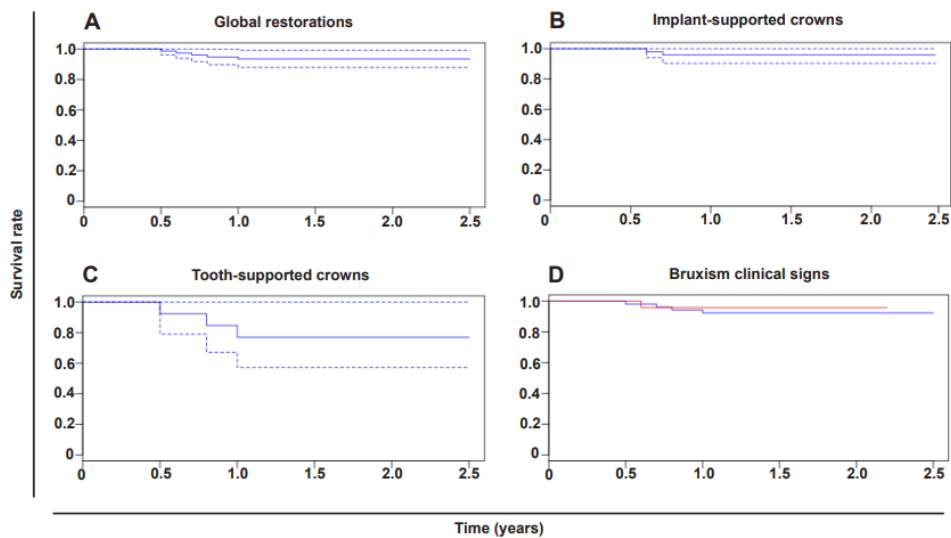 A
Global restorations
1.0
0.8
0.6
0.4
0.2
0
0 0.5 1.0 1.5 2.0 2.5
B
Implant-supported crowns
1.0
0.8
0.6
0.4
0.2
0
0 0.5 1.0 1.5 2.0 2.5
Survival rate
C
Tooth-supported crowns
1.0
0.8
0.6
0.4
0.2
0
0 0.5 1.0 1.5 2.0 2.5
D
Bruxism clinical signs
1.0
0.8
0.6
0.4
0.2
0
0 0.5 1.0 1.5 2.0 2.5
Time (years)